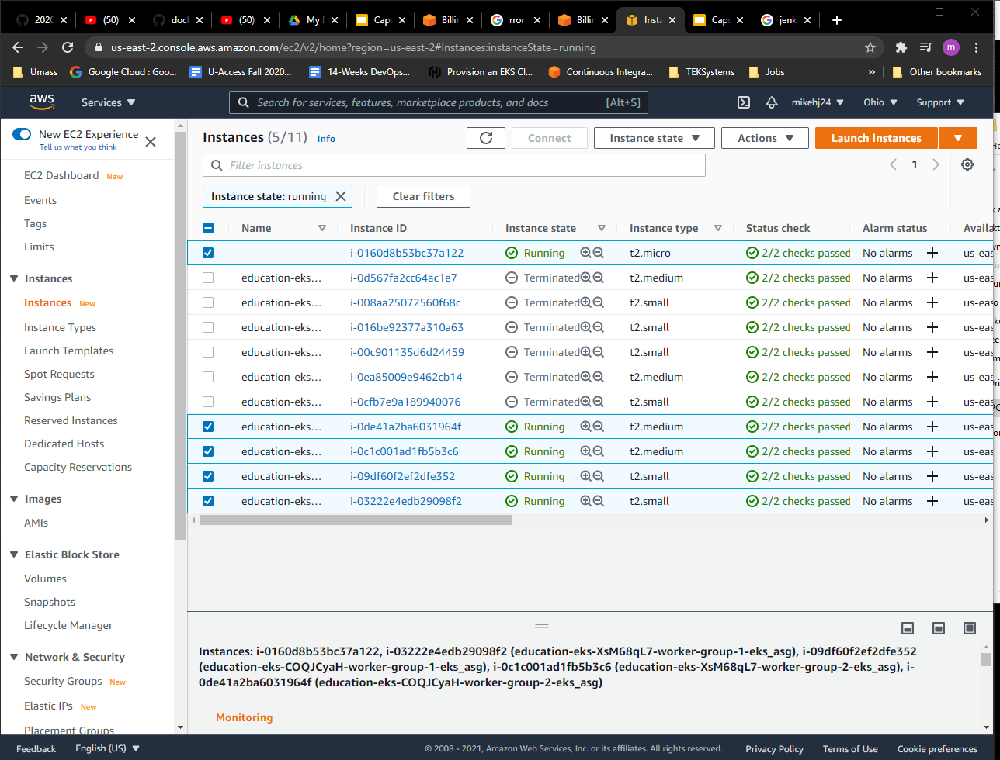 2020 (50) doc (50) My Cap Billin rror Billin Inst Cap jenk
us-east-2.console.aws.amazon.com/ec2/v2/home?region=us-east-2#Instances:instanceState=running
m
Umass Google Cloud : Goo... U-Access Fall 2020... 14-Weeks DevOps... Provision an EKS Cl... Continuous Integra... TEKSystems Jobs » Other bookmarks
aws Services Search for services, features, marketplace products, and docs [Alt+S] mikehj24 Ohio Support
New EC2 Experience
Tell us what you think
EC2 Dashboard New
Events
Tags
Limits
Instances
Instances New
Instance Types
Launch Templates
Spot Requests
Savings Plans
Reserved Instances
Dedicated Hosts
Capacity Reservations
Images
AMIs
Elastic Block Store
Volumes
Snapshots
Lifecycle Manager
Network & Security
Security Groups New
Elastic IPs New
Placement Groups
Instances (5/11) Info Connect Instance state Actions Launch instances
Filter instances 1
Instance state: running Clear filters
Name Instance ID Instance state Instance type Status check Alarm status Availa
– i-0160d8b53bc37a122 Running t2.micro 2/2 checks passed No alarms us-eas
education-eks... i-0d567fa2cc64ac1e7 Terminated t2.medium 2/2 checks passed No alarms us-eas
education-eks... i-008aa25072560f68c Terminated t2.small 2/2 checks passed No alarms us-eas
education-eks... i-016be92377a310a63 Terminated t2.small 2/2 checks passed No alarms us-eas
education-eks... i-00c901135d6d24459 Terminated t2.small 2/2 checks passed No alarms us-eas
education-eks... i-0ea85009e9462cb14 Terminated t2.medium 2/2 checks passed No alarms us-eas
education-eks... i-0cfb7e9a189940076 Terminated t2.small 2/2 checks passed No alarms us-eas
education-eks... i-0de41a2ba6031964f Running t2.medium 2/2 checks passed No alarms us-eas
education-eks... i-0c1c001ad1fb5b3c6 Running t2.medium 2/2 checks passed No alarms us-eas
education-eks... i-09df60f2ef2dfe352 Running t2.small 2/2 checks passed No alarms us-eas
education-eks... i-03222e4edb29098f2 Running t2.small 2/2 checks passed No alarms us-eas
Instances: i-0160d8b53bc37a122, i-03222e4edb29098f2 (education-eks-XsM68qL7-worker-group-1-eks_asg), i-09df60f2ef2dfe352
(education-eks-COQJCyaH-worker-group-1-eks_asg), i-0c1c001ad1fb5b3c6 (education-eks-XsM68qL7-worker-group-2-eks_asg), i-
0de41a2ba6031964f (education-eks-COQJCyaH-worker-group-2-eks_asg)
Monitoring
Feedback English (US) © 2008 - 2021, Amazon Web Services, Inc. or its affiliates. All rights reserved. Privacy Policy Terms of Use Cookie preferences